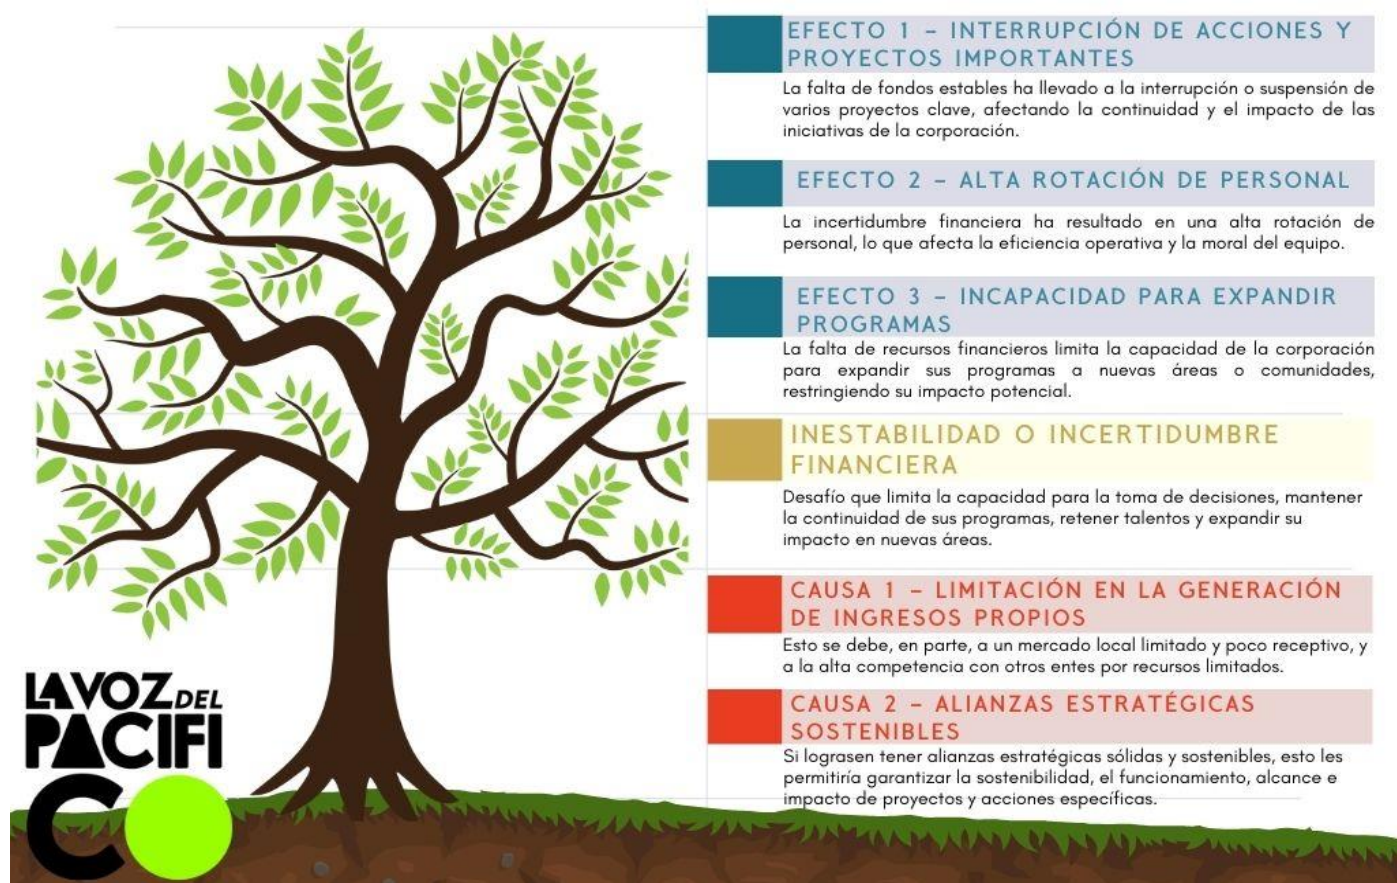 EFECTO 1 – INTERRUPCIÓN DE ACCIONES Y
PROYECTOS IMPORTANTES
La falta de fondos estables ha llevado a la interrupción o suspensión de
varios proyectos clave, afectando la continuidad y el impacto de las
iniciativas de la corporación.
EFECTO 2 – ALTA ROTACIÓN DE PERSONAL
La incertidumbre financiera ha resultado en una alta rotación de
personal, lo que afecta la eficiencia operativa y la moral del equipo.
EFECTO 3 – INCAPACIDAD PARA EXPANDIR
PROGRAMAS
La falta de recursos financieros limita la capacidad de la corporación
para expandir sus programas a nuevas áreas o comunidades,
restringiendo su impacto potencial.
INESTABILIDAD O INCERTIDUMBRE
FINANCIERA
Desafío que limita la capacidad para la toma de decisiones, mantener
la continuidad de sus programas, retener talentos y expandir su
impacto en nuevas áreas.
CAUSA 1 – LIMITACIÓN EN LA GENERACIÓN
DE INGRESOS PROPIOS
Esto se debe, en parte, a un mercado local limitado y poco receptivo, y
a la alta competencia con otros entes por recursos limitados.
CAUSA 2 – ALIANZAS ESTRATÉGICAS
SOSTENIBLES
Si lograsen tener alianzas estratégicas sólidas y sostenibles, esto les
permitiría garantizar la sostenibilidad, el funcionamiento, alcance e
impacto de proyectos y acciones específicas.
LA VOZ DEL
PACIFI
CO